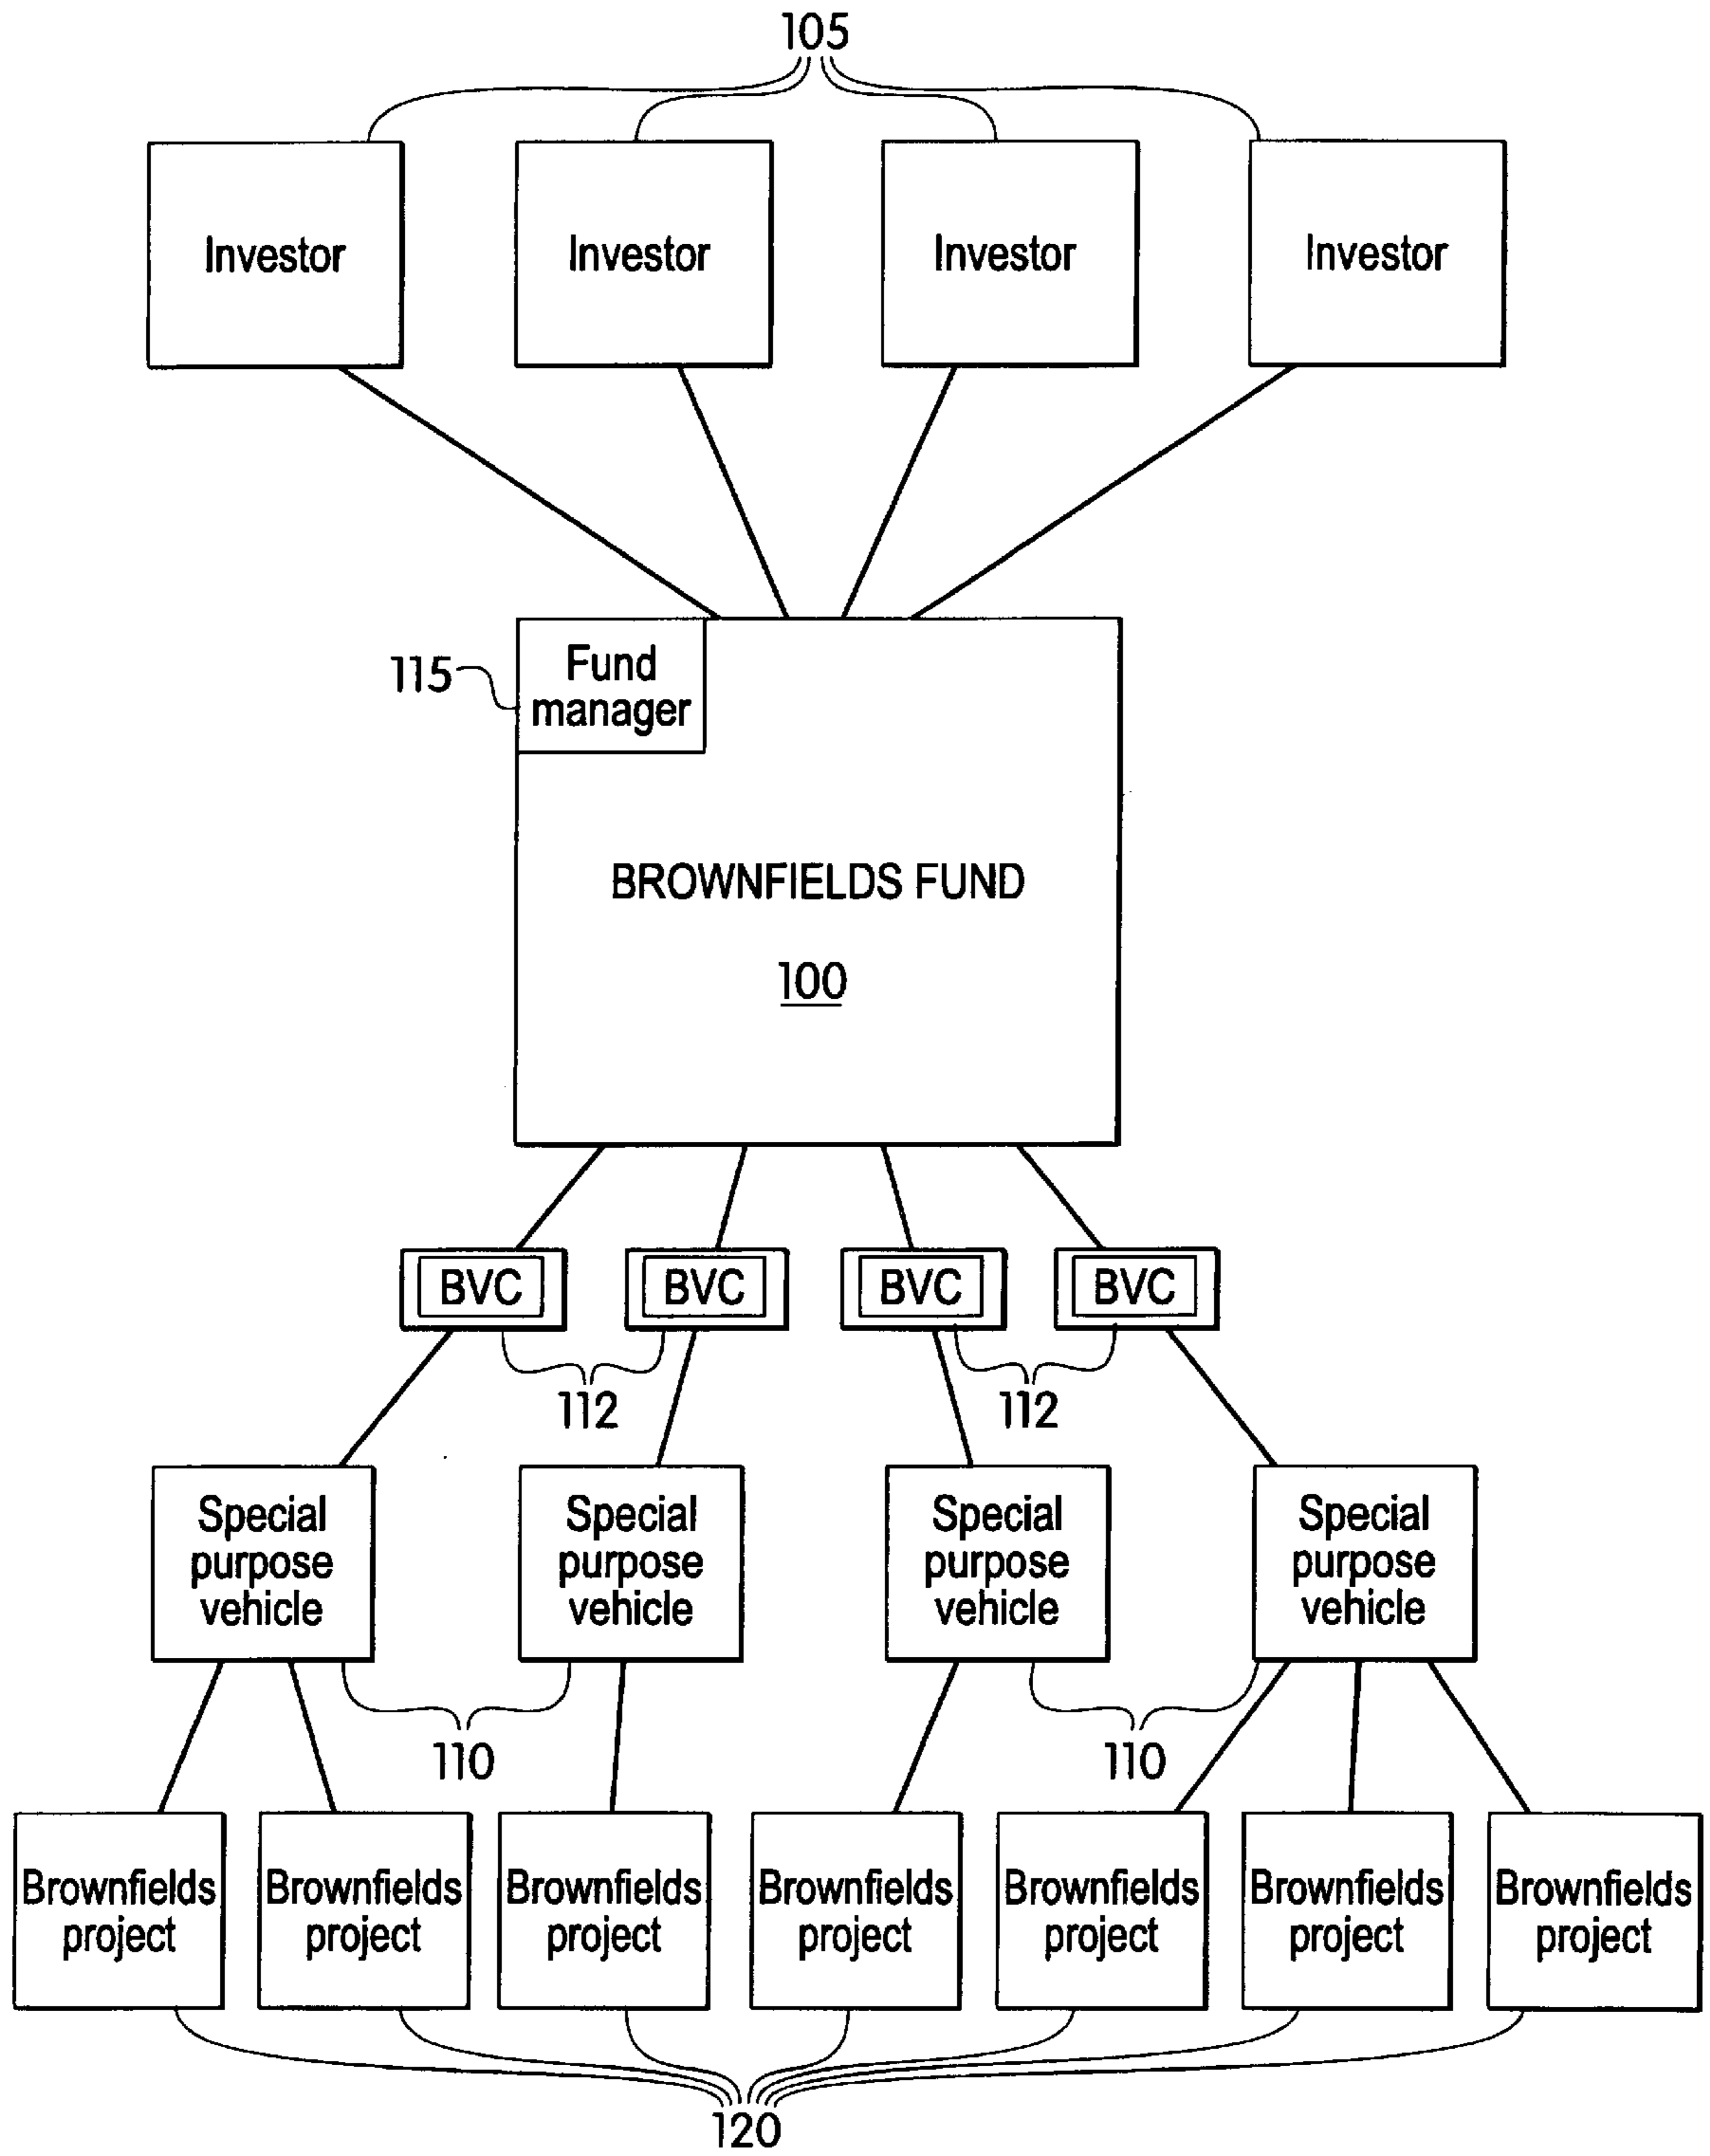 105
Investor
Investor
Investor
Investor
115
Fund
manager
BROWNFIELDS FUND
100
BVC
BVC
BVC
BVC
112
112
Special
purpose
vehicle
Special
purpose
vehicle
Special
purpose
vehicle
Special
purpose
vehicle
110
110
Brownfields
project
Brownfields
project
Brownfields
project
Brownfields
project
Brownfields
project
Brownfields
project
Brownfields
project
120